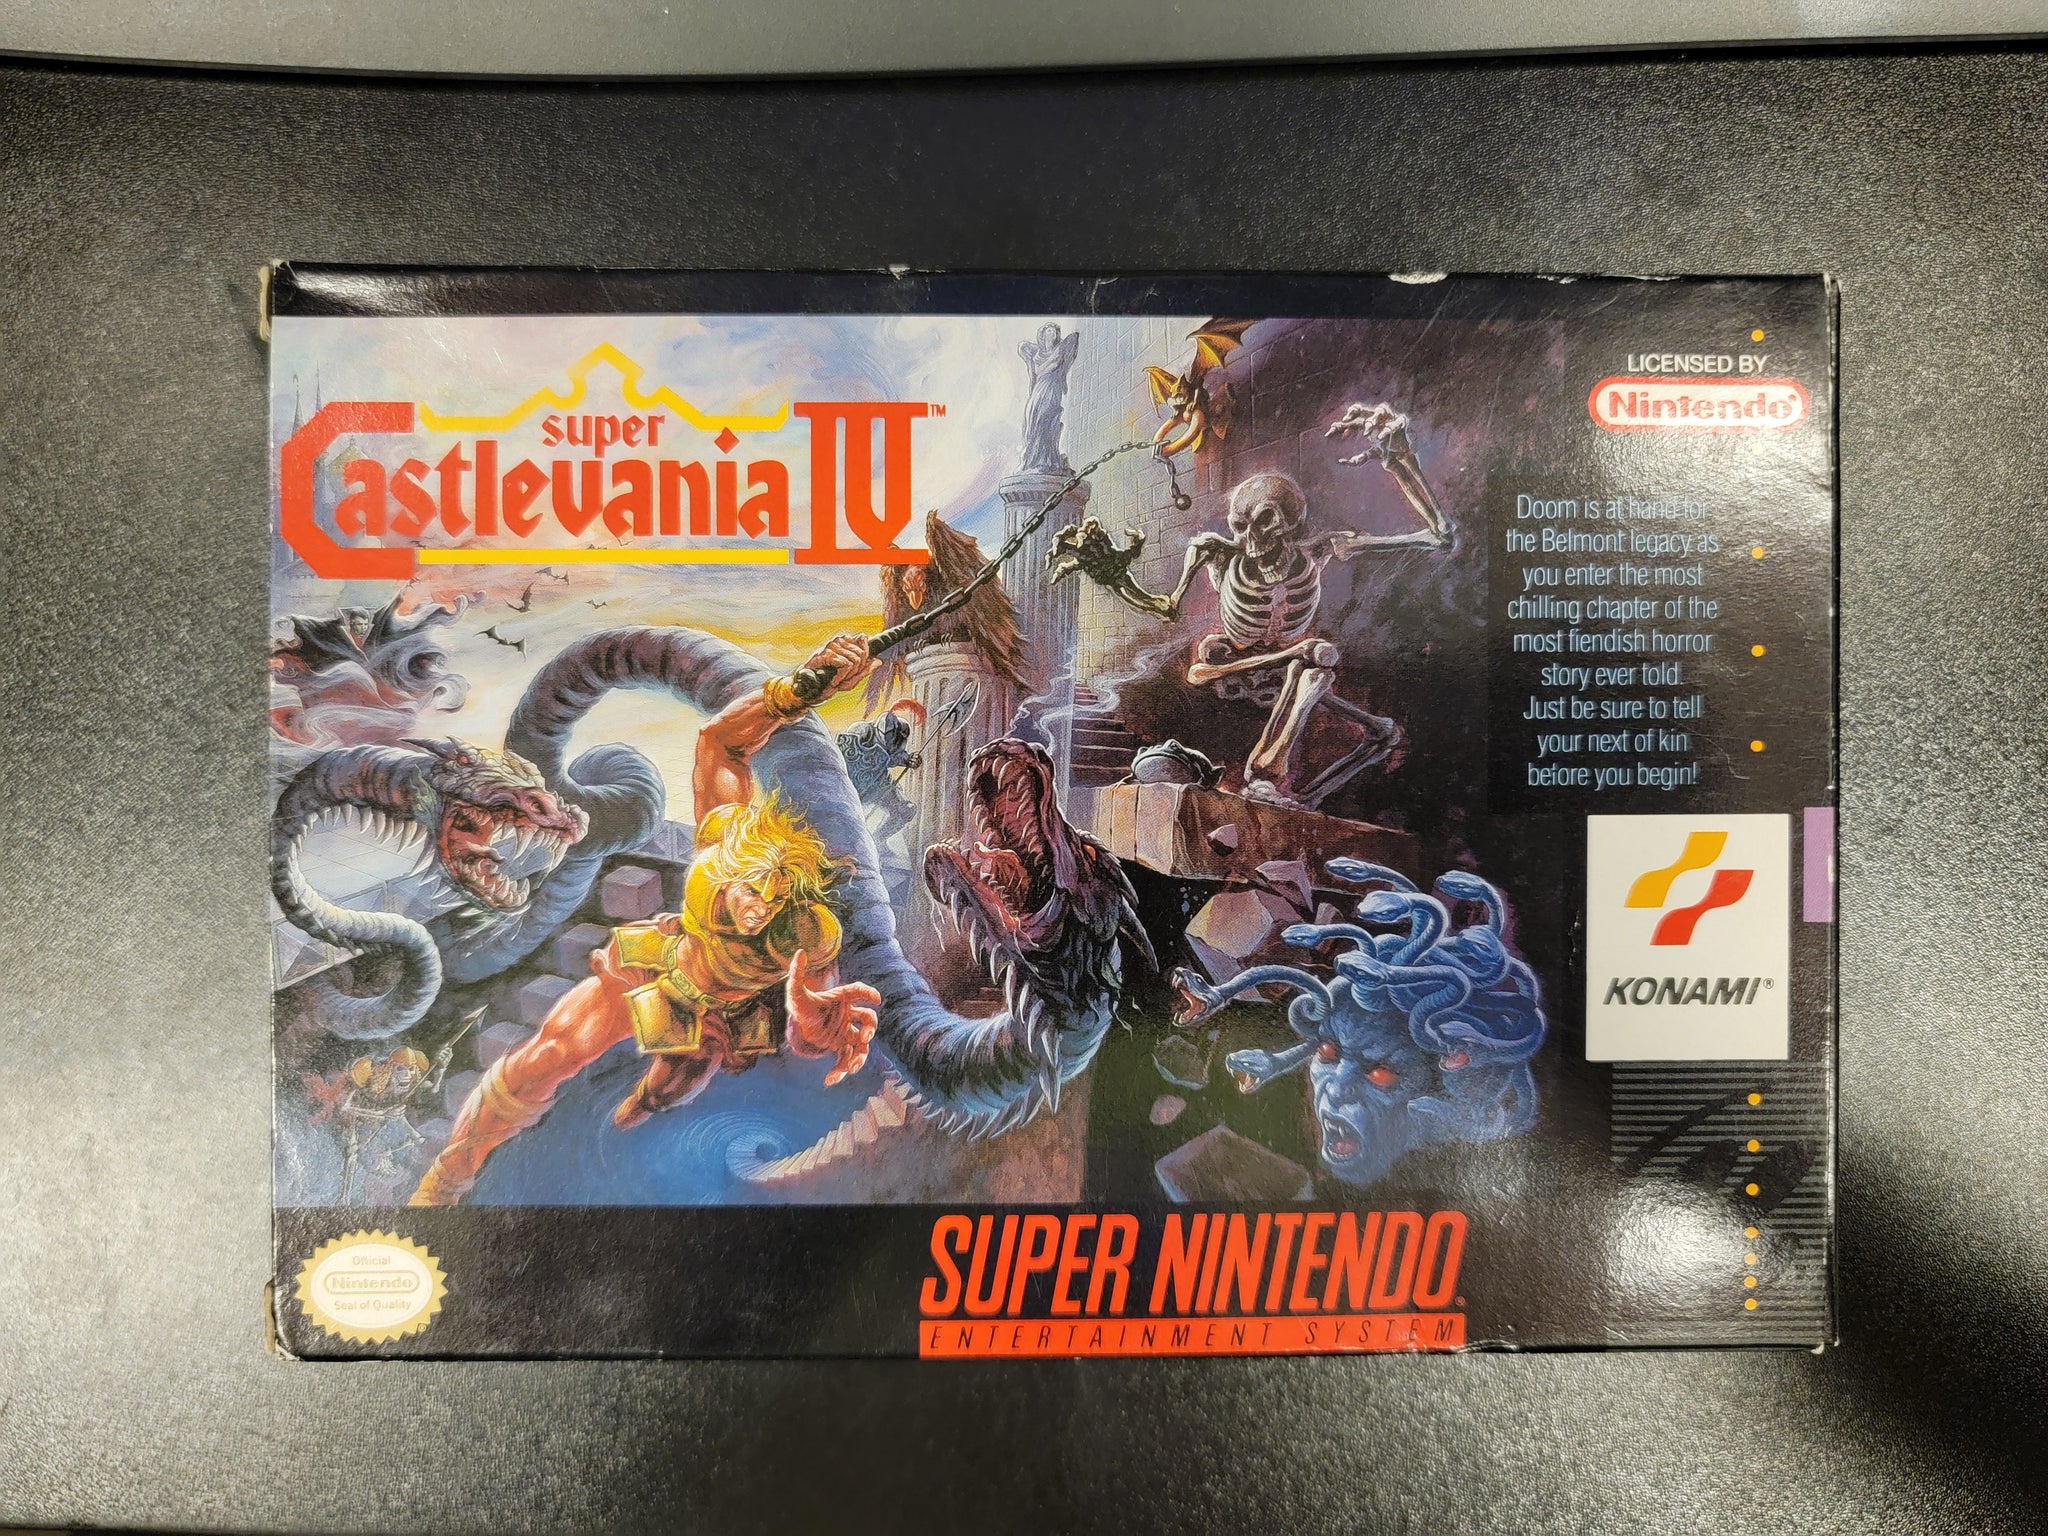 super
Castlevania IV™
LICENSED BY
Nintendo®
Doom is at hand for
the Belmont legacy as
you enter the most
chilling chapter of the
most fiendish horror
story ever told.
Just be sure to tell
your next of kin
before you begin!
KONAMI®
Official
Nintendo
Seal of Quality
SUPER NINTENDO®
ENTERTAINMENT SYSTEM